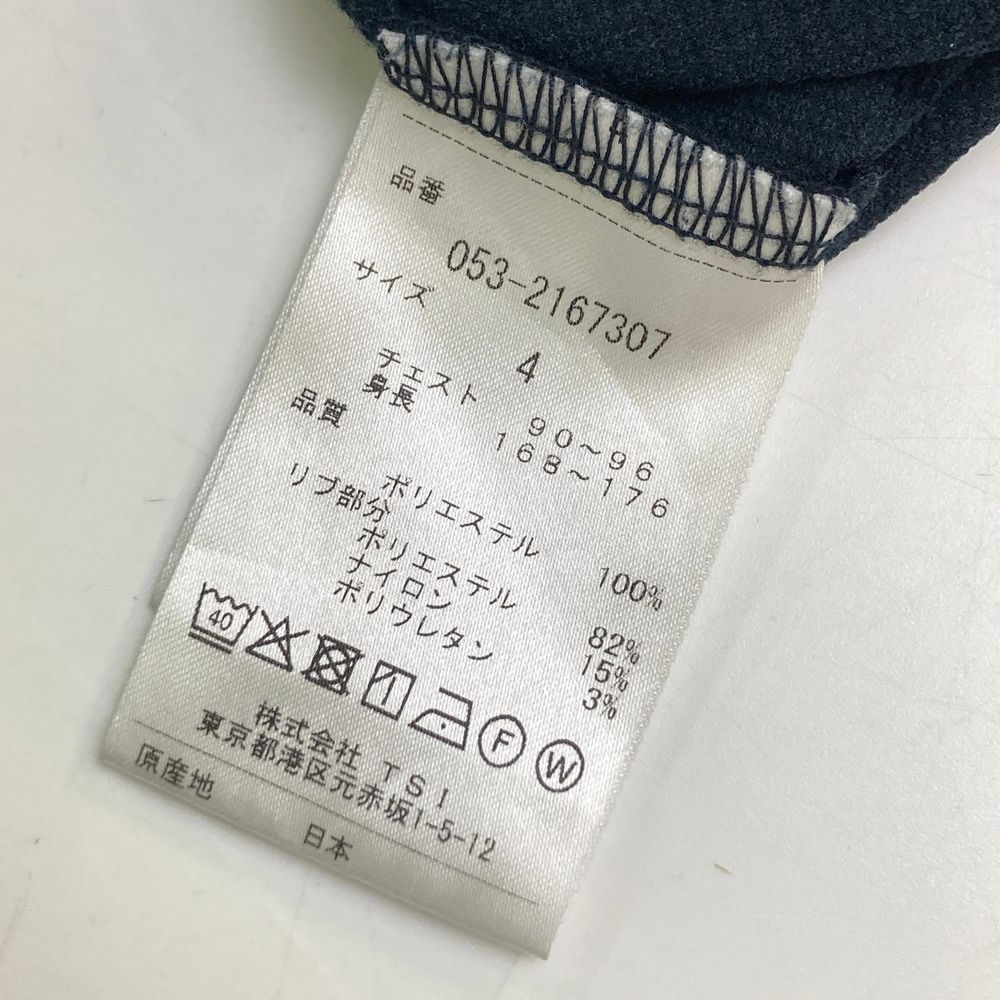 品番
053-2167307
サイズ
4
チェスト 90~96
身長 168~176
品質
ポリエステル 100%
リブ部分
ポリエステル 82%
ナイロン 15%
ポリウレタン 3%
40 F W
株式会社 TSI
東京都港区元赤坂1-5-12
原産地
日本